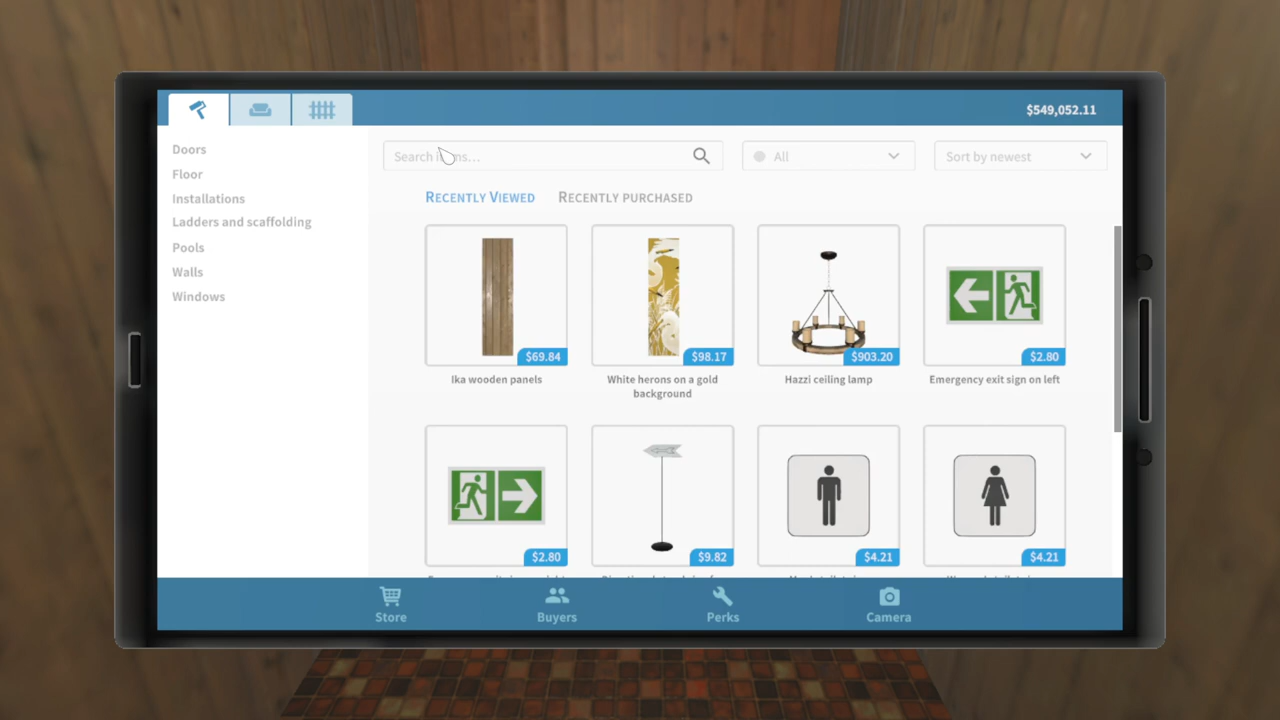 $549,052.11
Doors
Floor
Installations
Ladders and scaffolding
Pools
Walls
Windows
Search
All
Sort by newest
RECENTLY VIEWED
RECENTLY PURCHASED
$69.84
$98.17
$903.20
$2.80
Ika wooden panels
White herons on a gold
background
Hazzi ceiling lamp
Emergency exit sign on left
$2.80
$9.82
$4.21
$4.21
Store
Buyers
Perks
Camera